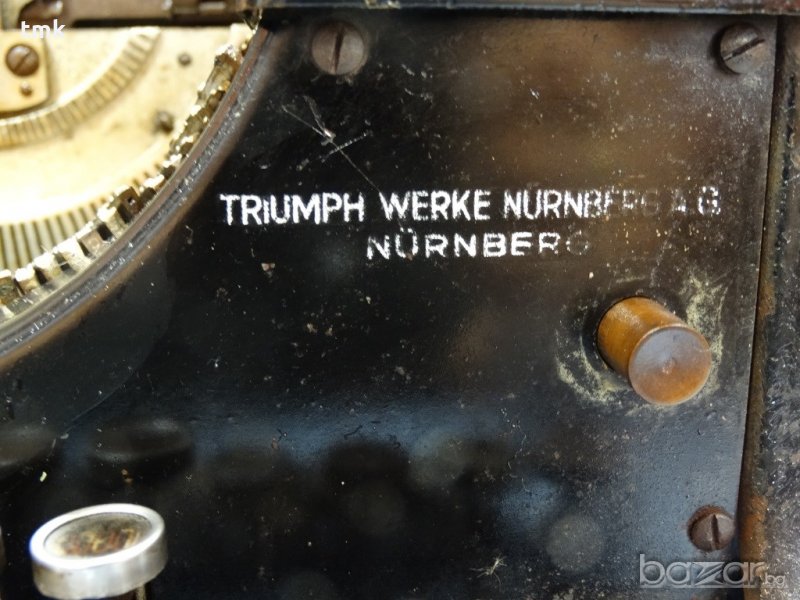 tmk
TRIUMPH WERKE NÜRNBERG A.G.
NÜRNBERG
bazar.bg